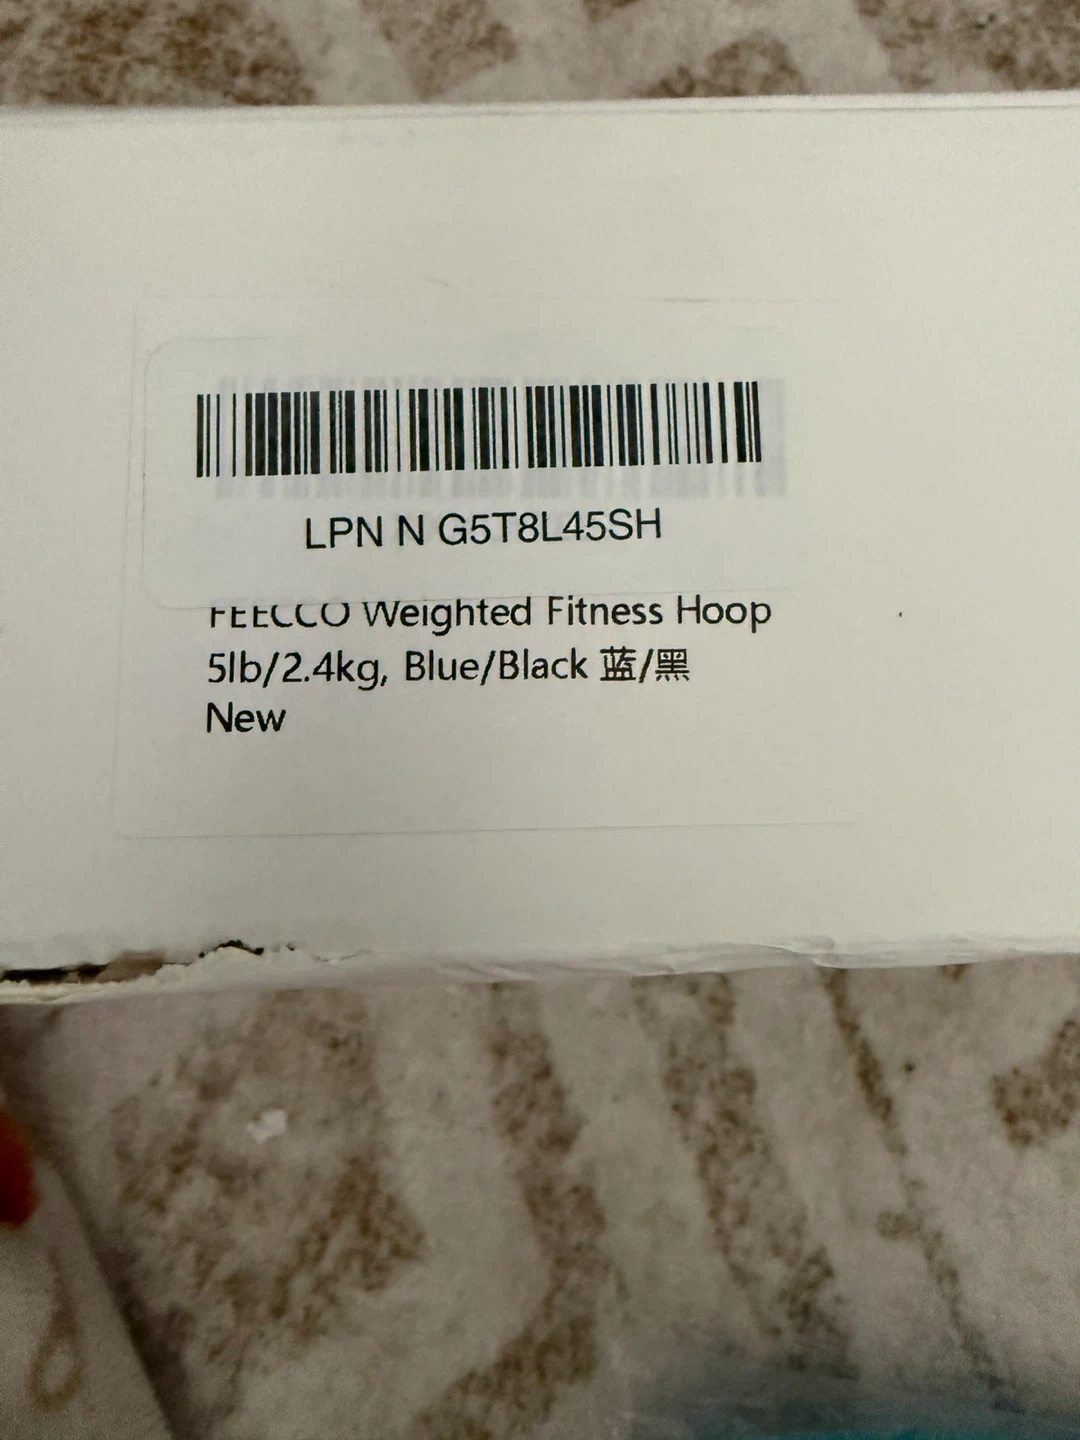 LPN N G5T8L45SH
FEECCO Weighted Fitness Hoop
5lb/2.4kg, Blue/Black 蓝/黑
New